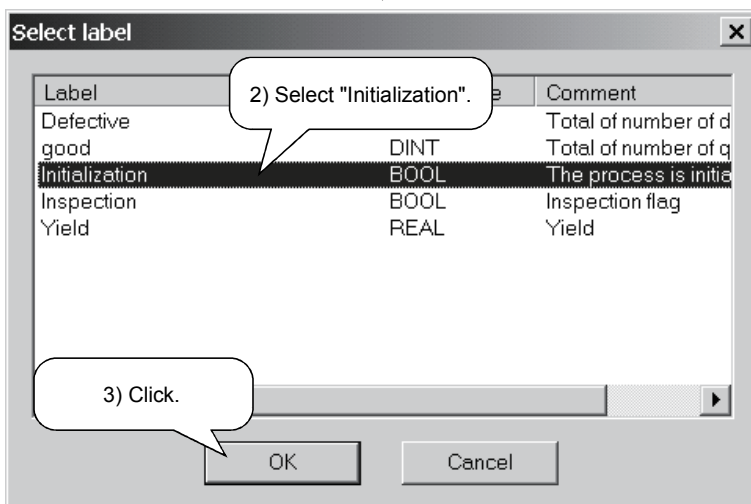 Select label
Label e Comment
2) Select "Initialization".
Defective Total of number of d
good DINT Total of number of q
Initialization BOOL The process is initia
Inspection BOOL Inspection flag
Yield REAL Yield
3) Click.
OK Cancel